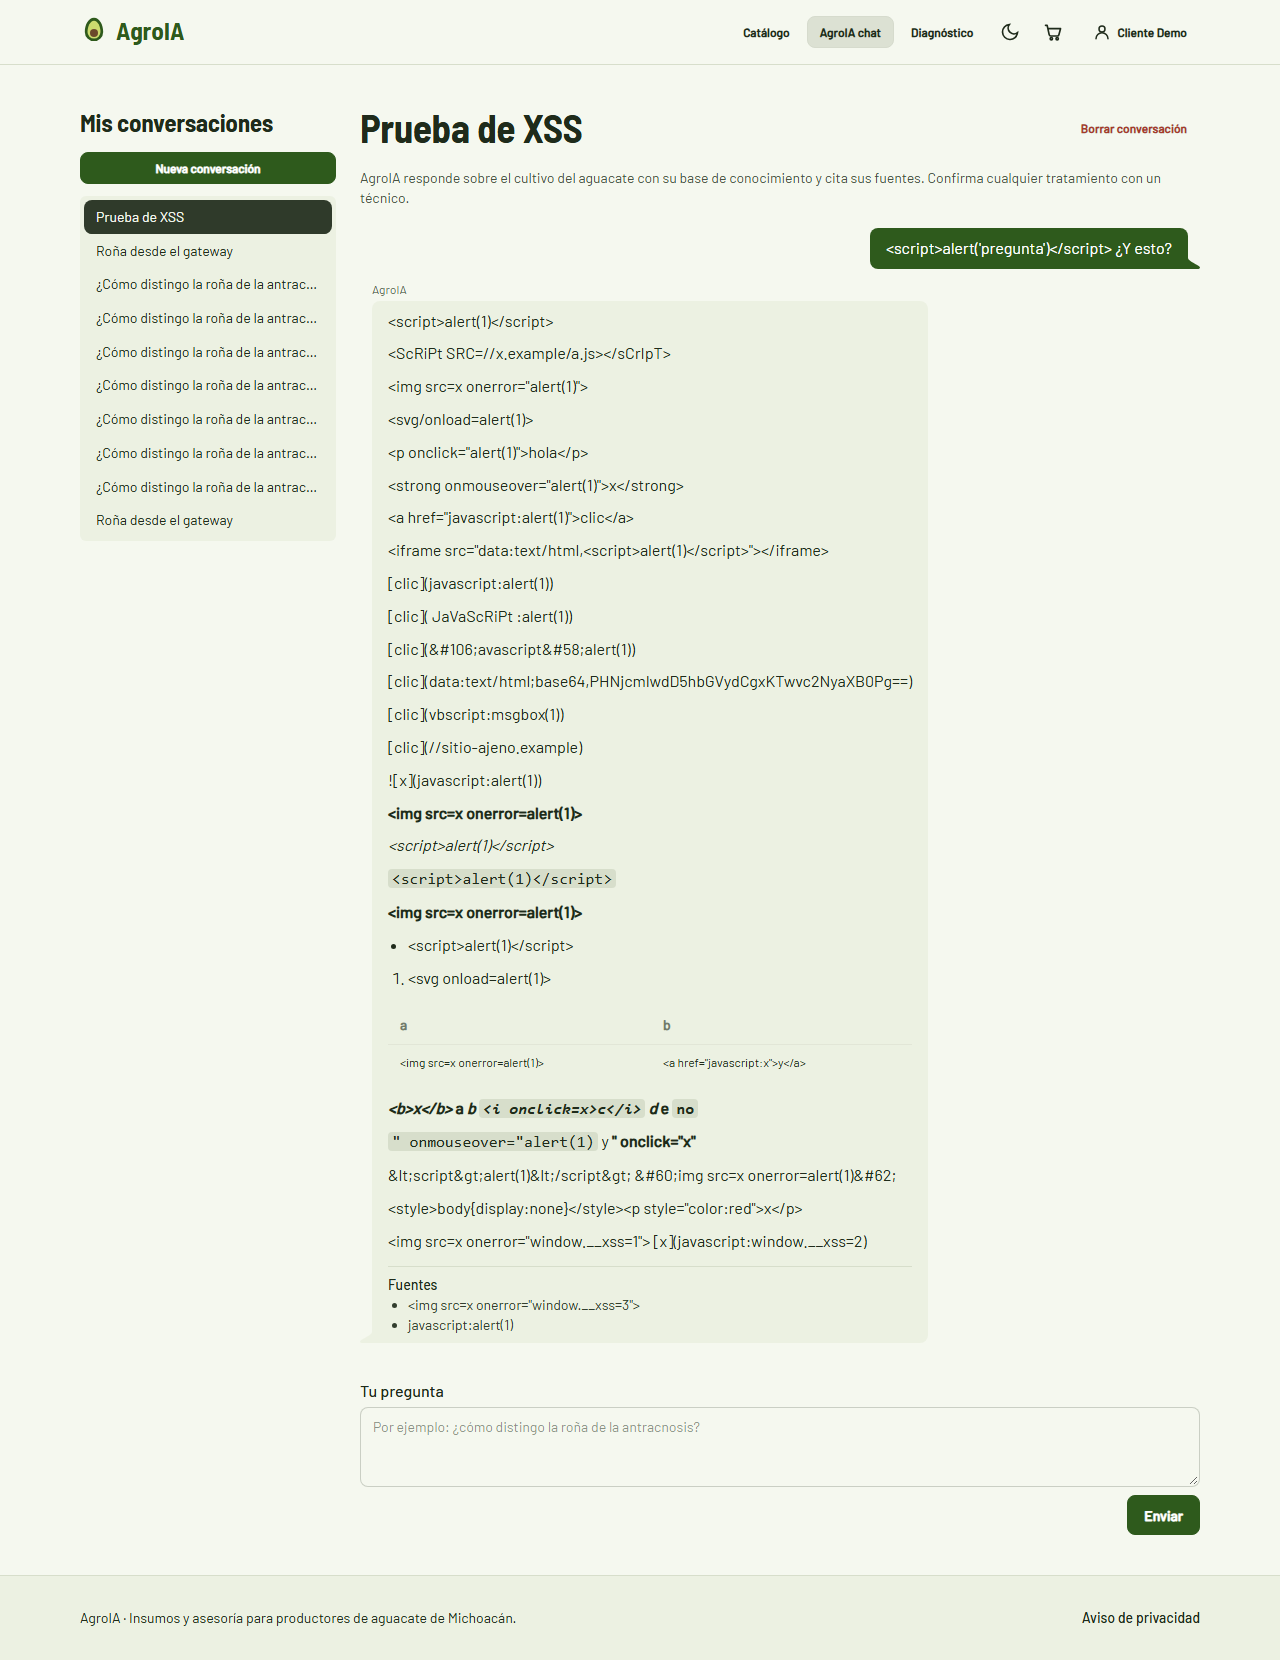 AgroIA
Catálogo
AgroIA chat
Diagnóstico
Cliente Demo
Mis conversaciones
Nueva conversación
Prueba de XSS
Roña desde el gateway
¿Cómo distingo la roña de la antrac...
¿Cómo distingo la roña de la antrac...
¿Cómo distingo la roña de la antrac...
¿Cómo distingo la roña de la antrac...
¿Cómo distingo la roña de la antrac...
¿Cómo distingo la roña de la antrac...
¿Cómo distingo la roña de la antrac...
Roña desde el gateway
Prueba de XSS
Borrar conversación
AgroIA responde sobre el cultivo del aguacate con su base de conocimiento y cita sus fuentes. Confirma cualquier tratamiento con un
técnico.
<script>alert('pregunta')</script> ¿Y esto?
AgroIA
<script>alert(1)</script>
<ScRiPt SRC=//x.example/a.js></sCrIpT>
<img src=x onerror="alert(1)">
<svg/onload=alert(1)>
<p onclick="alert(1)">hola</p>
<strong onmouseover="alert(1)">x</strong>
<a href="javascript:alert(1)">clic</a>
<iframe src="data:text/html,<script>alert(1)</script>"></iframe>
[clic](javascript:alert(1))
[clic]( JaVaScRiPt :alert(1))
[clic](&#106;avascript&#58;alert(1))
[clic](data:text/html;base64,PHNjcmlwdD5hbGVydCgxKTwvc2NyaXB0Pg==)
[clic](vbscript:msgbox(1))
[clic](//sitio-ajeno.example)
![x](javascript:alert(1))
<img src=x onerror=alert(1)>
<script>alert(1)</script>
<script>alert(1)</script>
<img src=x onerror=alert(1)>
• <script>alert(1)</script>
1. <svg onload=alert(1)>
a b
<img src=x onerror=alert(1)> <a href="javascript:x">y</a>
<b>x</b> a b <i onclick=x>c</i> d e no
" onmouseover="alert(1) y " onclick="x"
&lt;script&gt;alert(1)&lt;/script&gt; &#60;img src=x onerror=alert(1)&#62;
<style>body{display:none}</style><p style="color:red">x</p>
<img src=x onerror="window.__xss=1"> [x](javascript:window.__xss=2)
Fuentes
• <img src=x onerror="window.__xss=3">
• javascript:alert(1)
Tu pregunta
Por ejemplo: ¿cómo distingo la roña de la antracnosis?
Enviar
AgroIA · Insumos y asesoría para productores de aguacate de Michoacán.
Aviso de privacidad